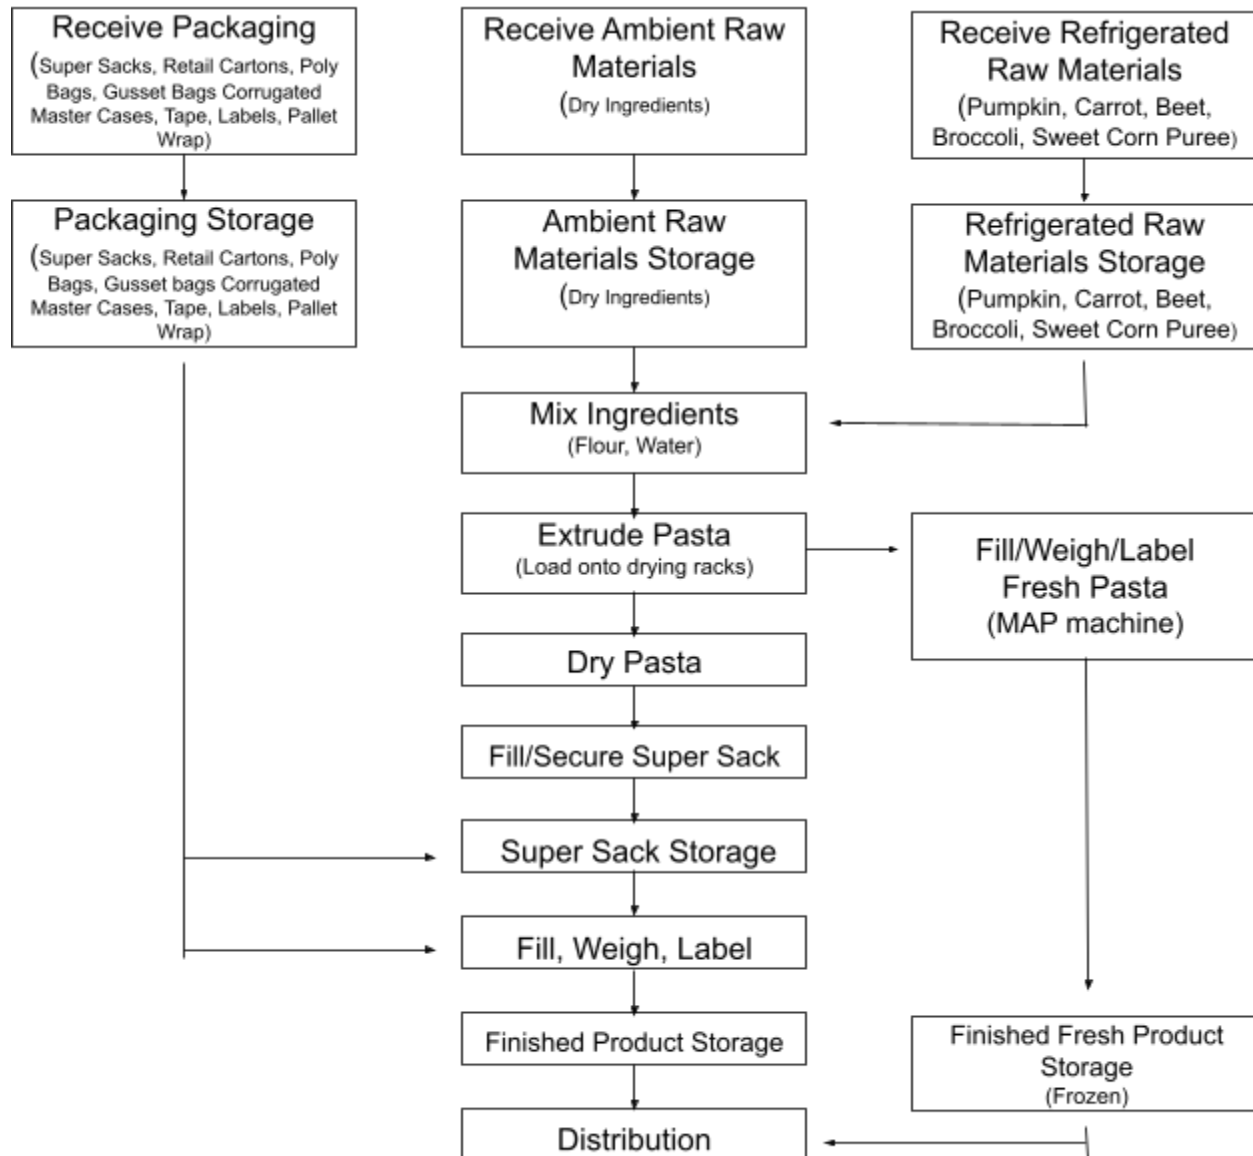 Receive Packaging
(Super Sacks, Retail Cartons, Poly
Bags, Gusset Bags Corrugated
Master Cases, Tape, Labels, Pallet
Wrap)
Receive Ambient Raw
Materials
(Dry Ingredients)
Receive Refrigerated
Raw Materials
(Pumpkin, Carrot, Beet,
Broccoli, Sweet Corn Puree)
Packaging Storage
(Super Sacks, Retail Cartons, Poly
Bags, Gusset bags Corrugated
Master Cases, Tape, Labels, Pallet
Wrap)
Ambient Raw
Materials Storage
(Dry Ingredients)
Refrigerated Raw
Materials Storage
(Pumpkin, Carrot, Beet,
Broccoli, Sweet Corn Puree)
Mix Ingredients
(Flour, Water)
Extrude Pasta
(Load onto drying racks)
Fill/Weigh/Label
Fresh Pasta
(MAP machine)
Dry Pasta
Fill/Secure Super Sack
Super Sack Storage
Fill, Weigh, Label
Finished Product Storage
Finished Fresh Product
Storage
(Frozen)
Distribution